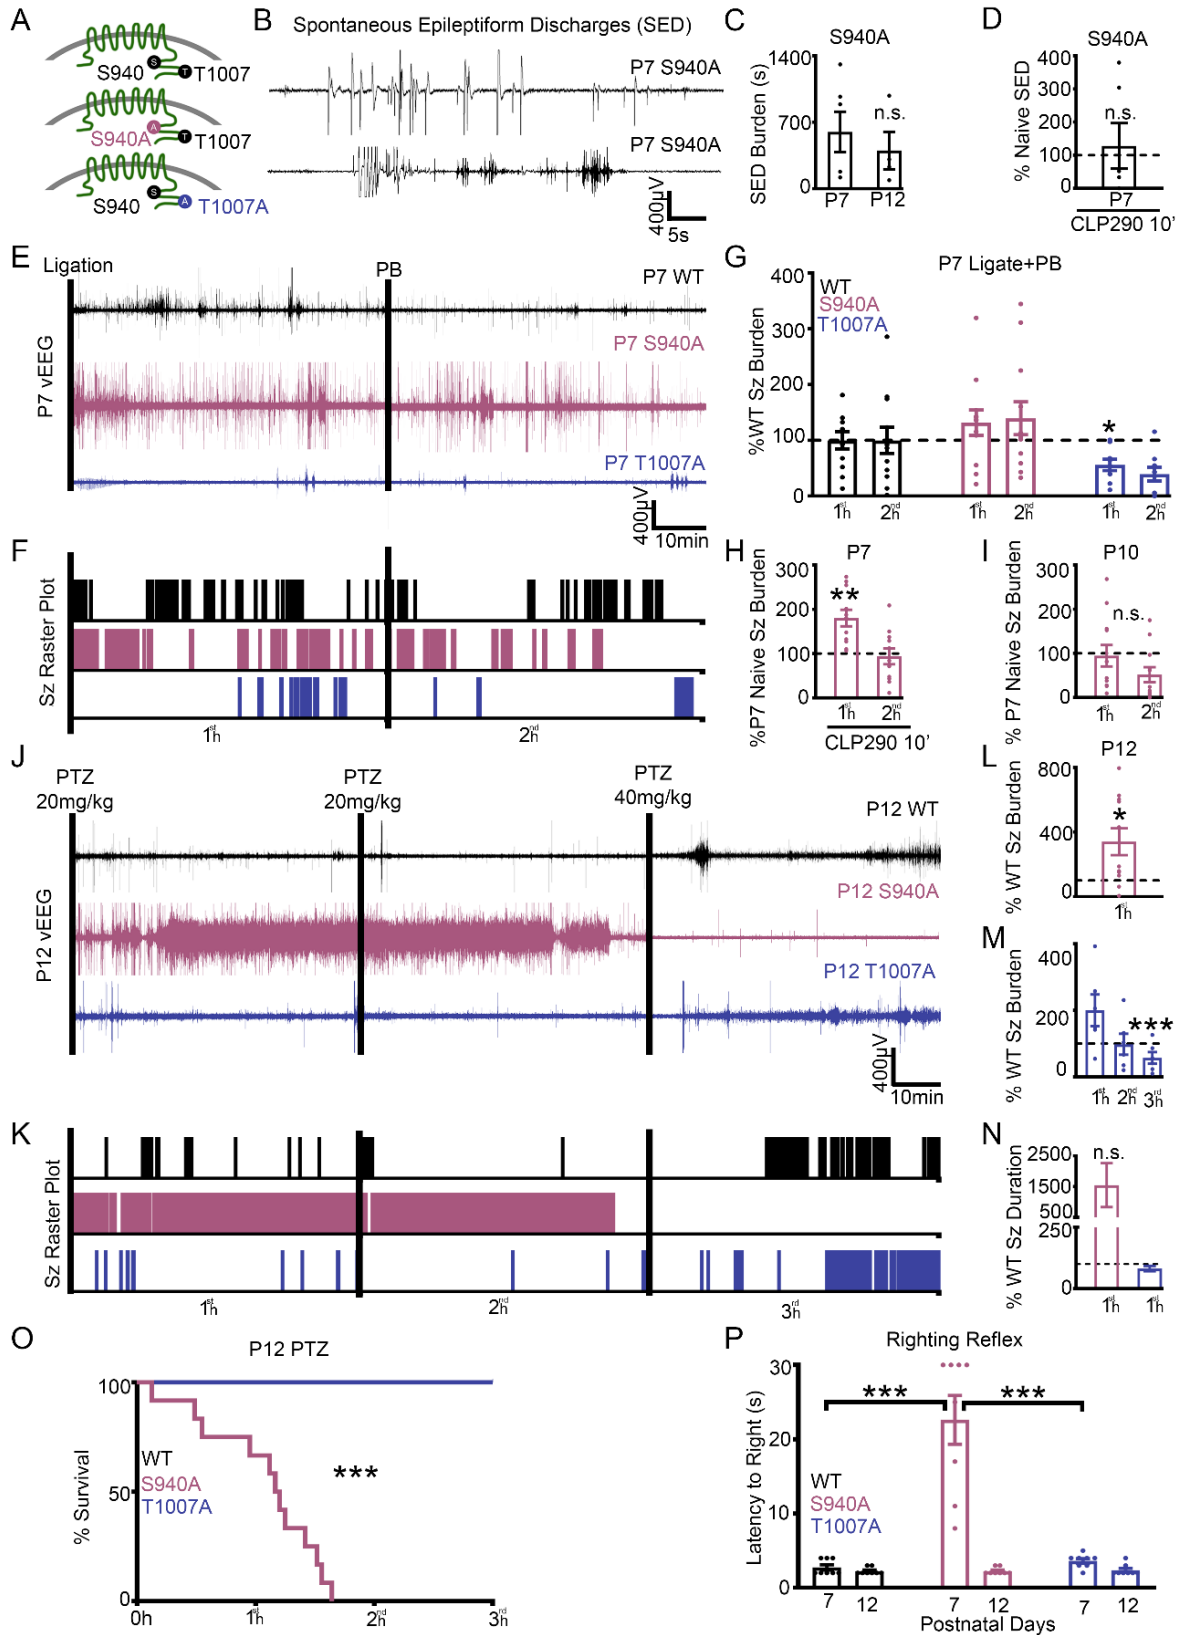 A
S940
S
T
T1007
S940A
A
T
T1007
S940
S
A
T1007A
B
Spontaneous Epileptiform Discharges (SED)
P7 S940A
P7 S940A
400µV
5s
C
S940A
SED Burden (s)
1400
700
0
n.s.
P7
P12
D
S940A
% Naive SED
400
300
200
100
0
n.s.
P7
CLP290 10'
E
Ligation
PB
P7 vEEG
P7 WT
P7 S940A
P7 T1007A
400µV
10min
F
Sz Raster Plot
1st h
2nd h
G
P7 Ligate+PB
%WT Sz Burden
400
300
200
100
0
WT
S940A
T1007A
*
1st h
2nd h
1st h
2nd h
1st h
2nd h
H
P7
%P7 Naive Sz Burden
300
200
100
0
**
1st h
2nd h
CLP290 10'
I
P10
% P7 Naive Sz Burden
300
200
100
0
n.s.
1st h
2nd h
J
PTZ
20mg/kg
PTZ
20mg/kg
PTZ
40mg/kg
P12 vEEG
P12 WT
P12 S940A
P12 T1007A
400µV
10min
K
Sz Raster Plot
1st h
2nd h
3rd h
L
P12
% WT Sz Burden
800
400
0
*
1st h
M
% WT Sz Burden
400
200
0
***
1st h
2nd h
3rd h
N
% WT Sz Duration
2500
1500
500
250
0
n.s.
1st h
1st h
O
P12 PTZ
% Survival
100
50
0
WT
S940A
T1007A
***
0h
1st h
2nd h
3rd h
P
Righting Reflex
Latency to Right (s)
30
20
10
0
***
***
WT
S940A
T1007A
7
12
7
12
7
12
Postnatal Days